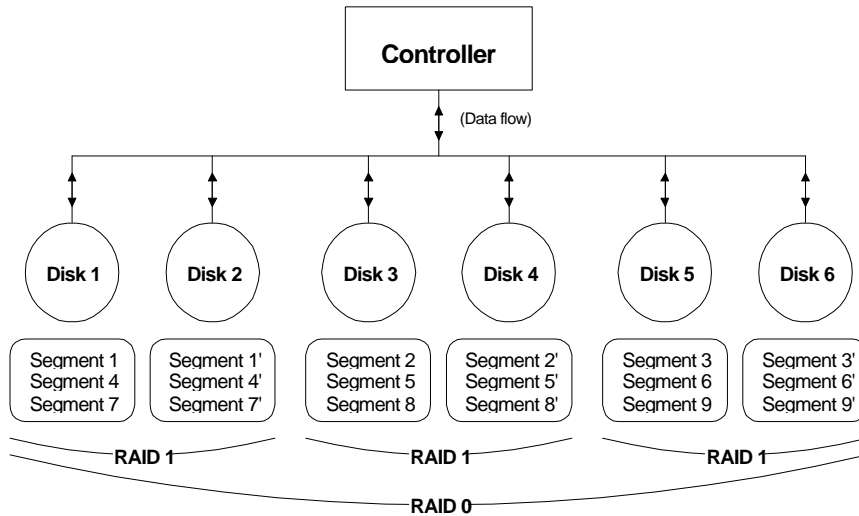 Controller
(Data flow)
Disk 1
Disk 2
Disk 3
Disk 4
Disk 5
Disk 6
Segment 1
Segment 4
Segment 7
Segment 1'
Segment 4'
Segment 7'
Segment 2
Segment 5
Segment 8
Segment 2'
Segment 5'
Segment 8'
Segment 3
Segment 6
Segment 9
Segment 3'
Segment 6'
Segment 9'
RAID 1
RAID 1
RAID 1
RAID 0